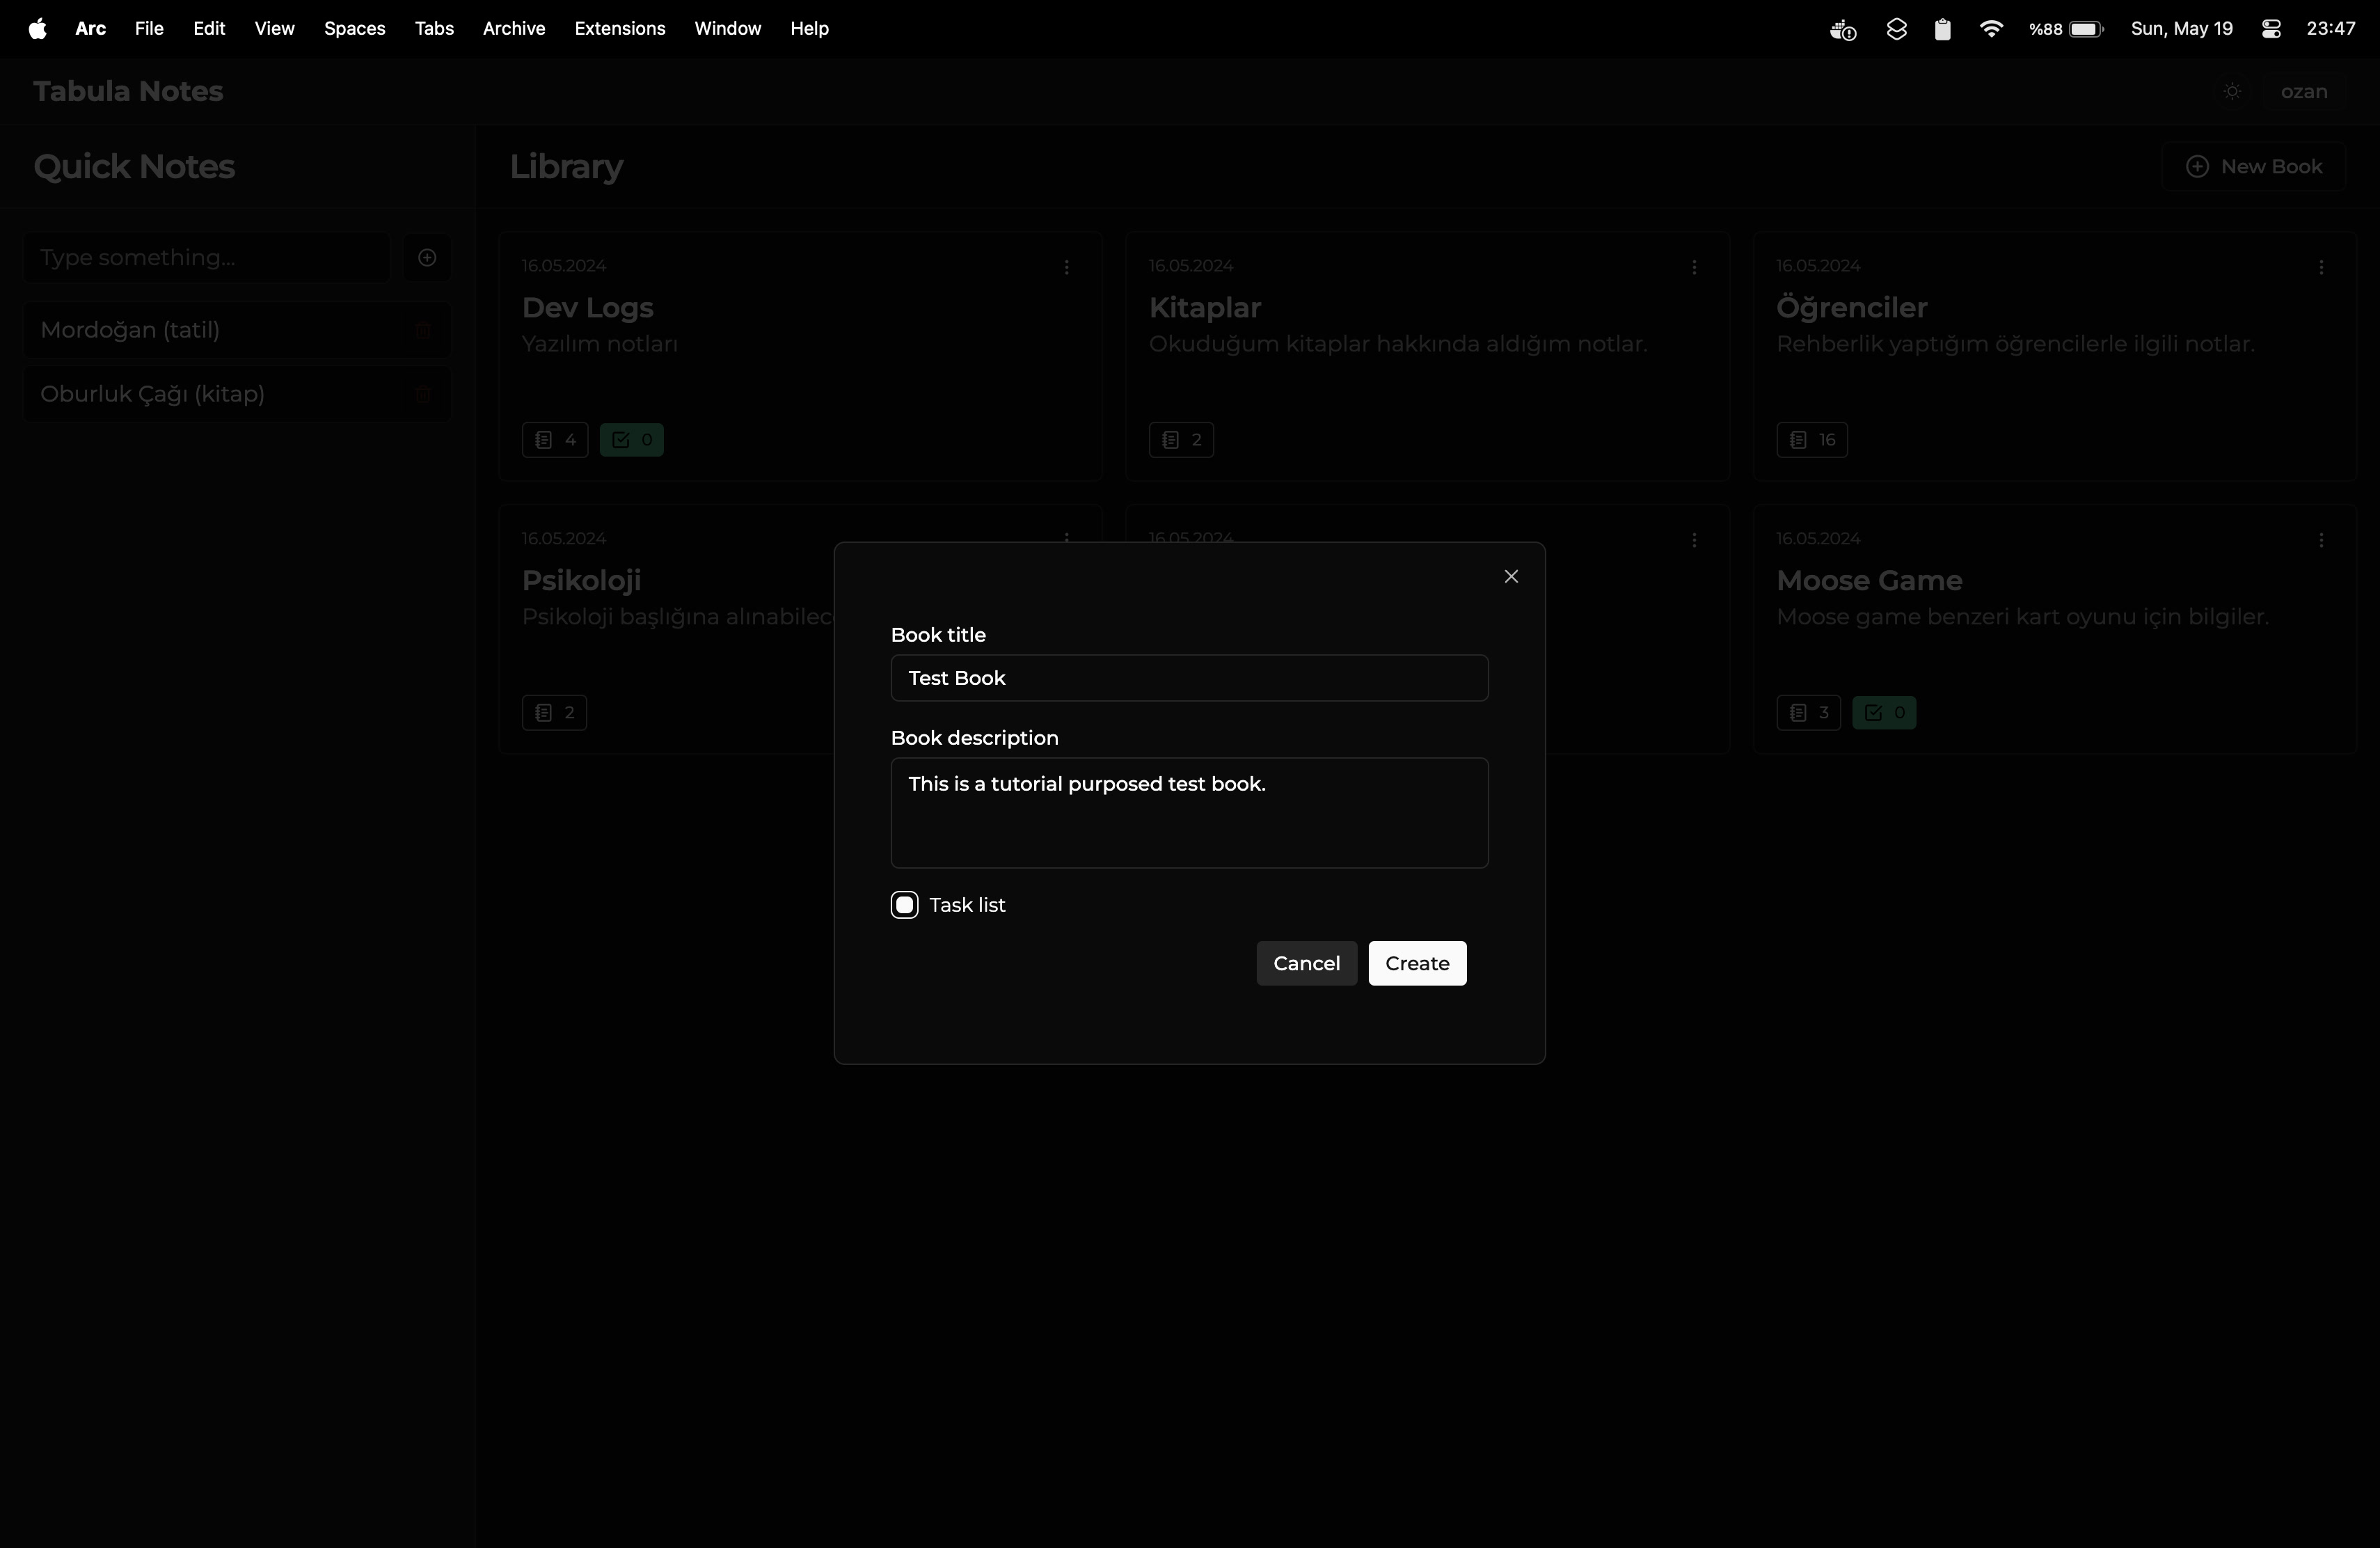 Arc File Edit View Spaces Tabs Archive Extensions Window Help %88 Sun, May 19 23:47
Tabula Notes ozan
Quick Notes
Type something...
Mordoğan (tatil)
Oburluk Çağı (kitap)
Library New Book
16.05.2024
Dev Logs
Yazılım notları
4 0
16.05.2024
Kitaplar
Okuduğum kitaplar hakkında aldığım notlar.
2
16.05.2024
Öğrenciler
Rehberlik yaptığım öğrencilerle ilgili notlar.
16
16.05.2024
Psikoloji
Psikoloji başlığına alınabilec
2
16.05.2024
16.05.2024
Moose Game
Moose game benzeri kart oyunu için bilgiler.
3 0
Book title
Test Book
Book description
This is a tutorial purposed test book.
Task list
Cancel Create